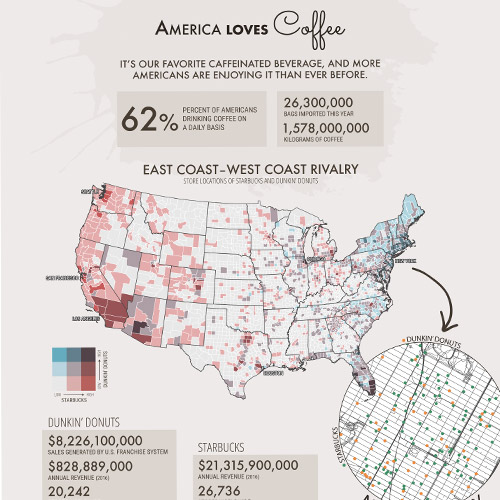 AMERICA LOVES Coffee
IT'S OUR FAVORITE CAFFEINATED BEVERAGE, AND MORE
AMERICANS ARE ENJOYING IT THAN EVER BEFORE.
62%
PERCENT OF AMERICANS
DRINKING COFFEE ON
A DAILY BASIS
26,300,000
BAGS IMPORTED THIS YEAR
1,578,000,000
KILOGRAMS OF COFFEE
EAST COAST–WEST COAST RIVALRY
STORE LOCATIONS OF STARBUCKS AND DUNKIN' DONUTS
SEATTLE
SAN FRANCISCO
LOS ANGELES
HOUSTON
NEW YORK
DUNKIN' DONUTS
STARBUCKS
LOW
HIGH
STARBUCKS
DUNKIN' DONUTS
DUNKIN' DONUTS
$8,226,100,000
SALES GENERATED BY U.S. FRANCHISE SYSTEM
$828,889,000
ANNUAL REVENUE (2016)
20,242
STARBUCKS
$21,315,900,000
ANNUAL REVENUE (2016)
26,736